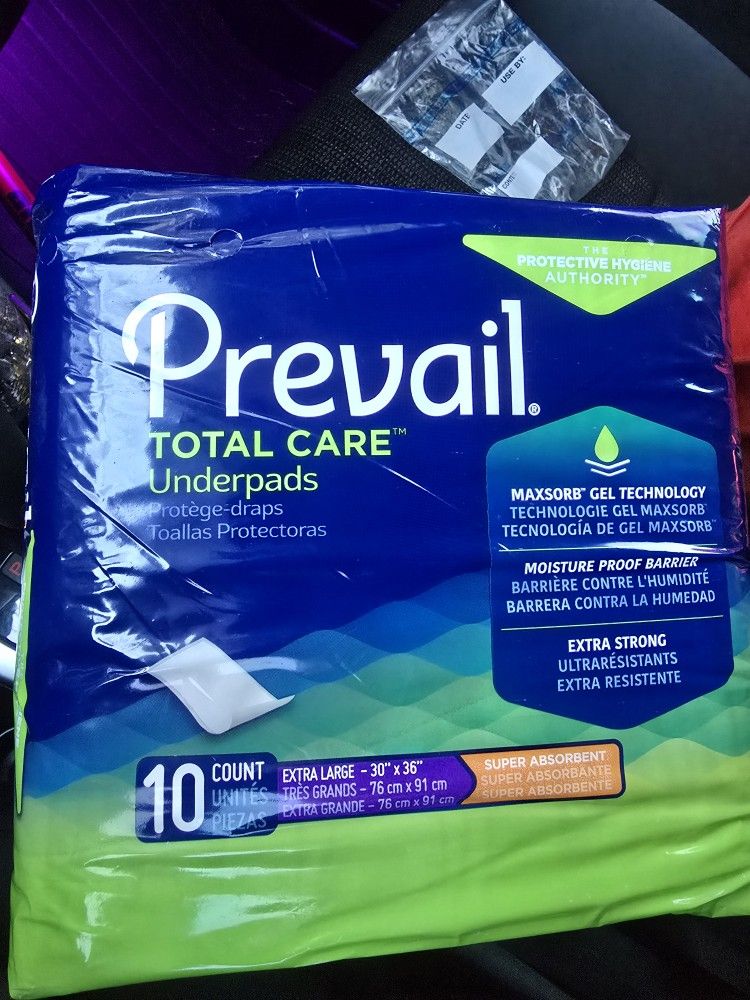 USE BY:
DATE
CONT
THE
PROTECTIVE HYGIENE
AUTHORITY™
Prevail®
TOTAL CARE™
Underpads
Protège-draps
Toallas Protectoras
MAXSORB™ GEL TECHNOLOGY
TECHNOLOGIE GEL MAXSORB™
TECNOLOGÍA DE GEL MAXSORB™
MOISTURE PROOF BARRIER
BARRIÈRE CONTRE L'HUMIDITÉ
BARRERA CONTRA LA HUMEDAD
EXTRA STRONG
ULTRARÉSISTANTS
EXTRA RESISTENTE
10 COUNT
UNITÉS
PIEZAS
EXTRA LARGE – 30" x 36"
TRÈS GRANDS – 76 cm x 91 cm
EXTRA GRANDE – 76 cm x 91 cm
SUPER ABSORBENT
SUPER ABSORBANTE
SUPER ABSORBENTE